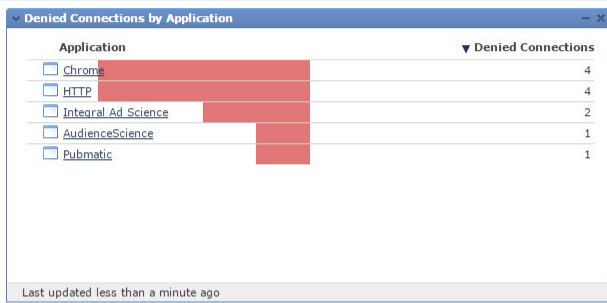 Denied Connections by Application
Application Denied Connections
Chrome 4
HTTP 4
Integral Ad Science 2
AudienceScience 1
Pubmatic 1
Last updated less than a minute ago